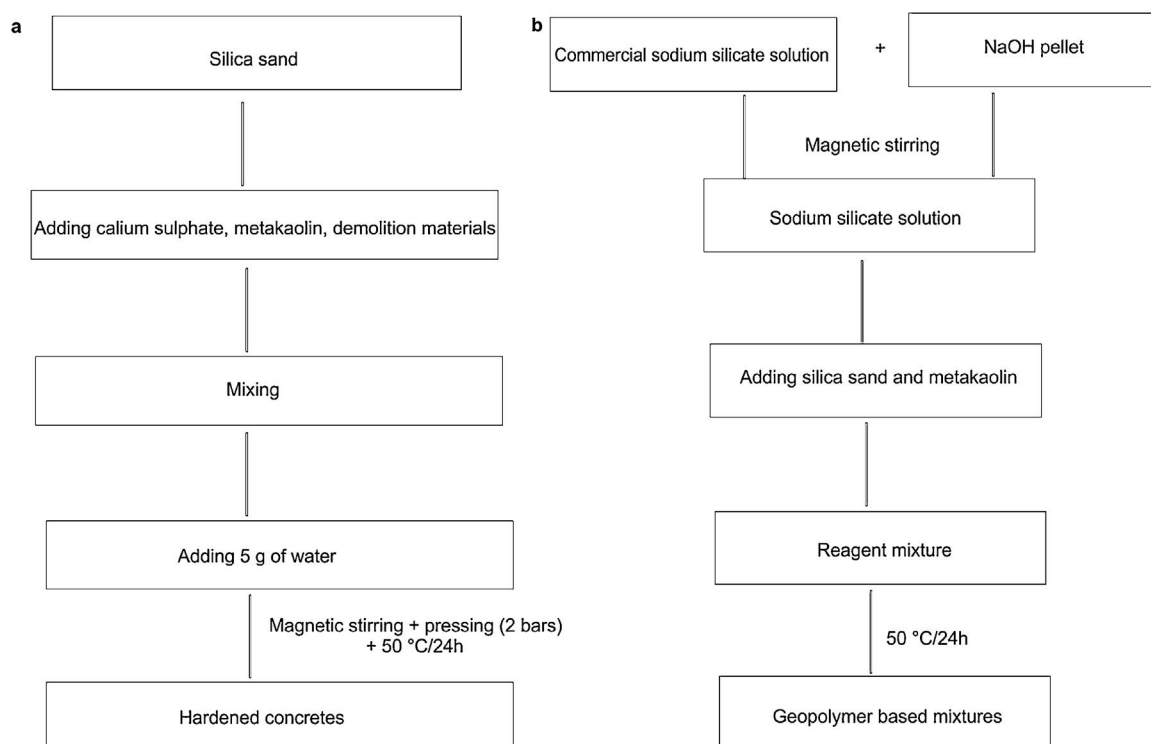 a
Silica sand
Adding calium sulphate, metakaolin, demolition materials
Mixing
Adding 5 g of water
Magnetic stirring + pressing (2 bars)
+ 50 °C/24h
Hardened concretes
b
Commercial sodium silicate solution
+
NaOH pellet
Magnetic stirring
Sodium silicate solution
Adding silica sand and metakaolin
Reagent mixture
50 °C/24h
Geopolymer based mixtures